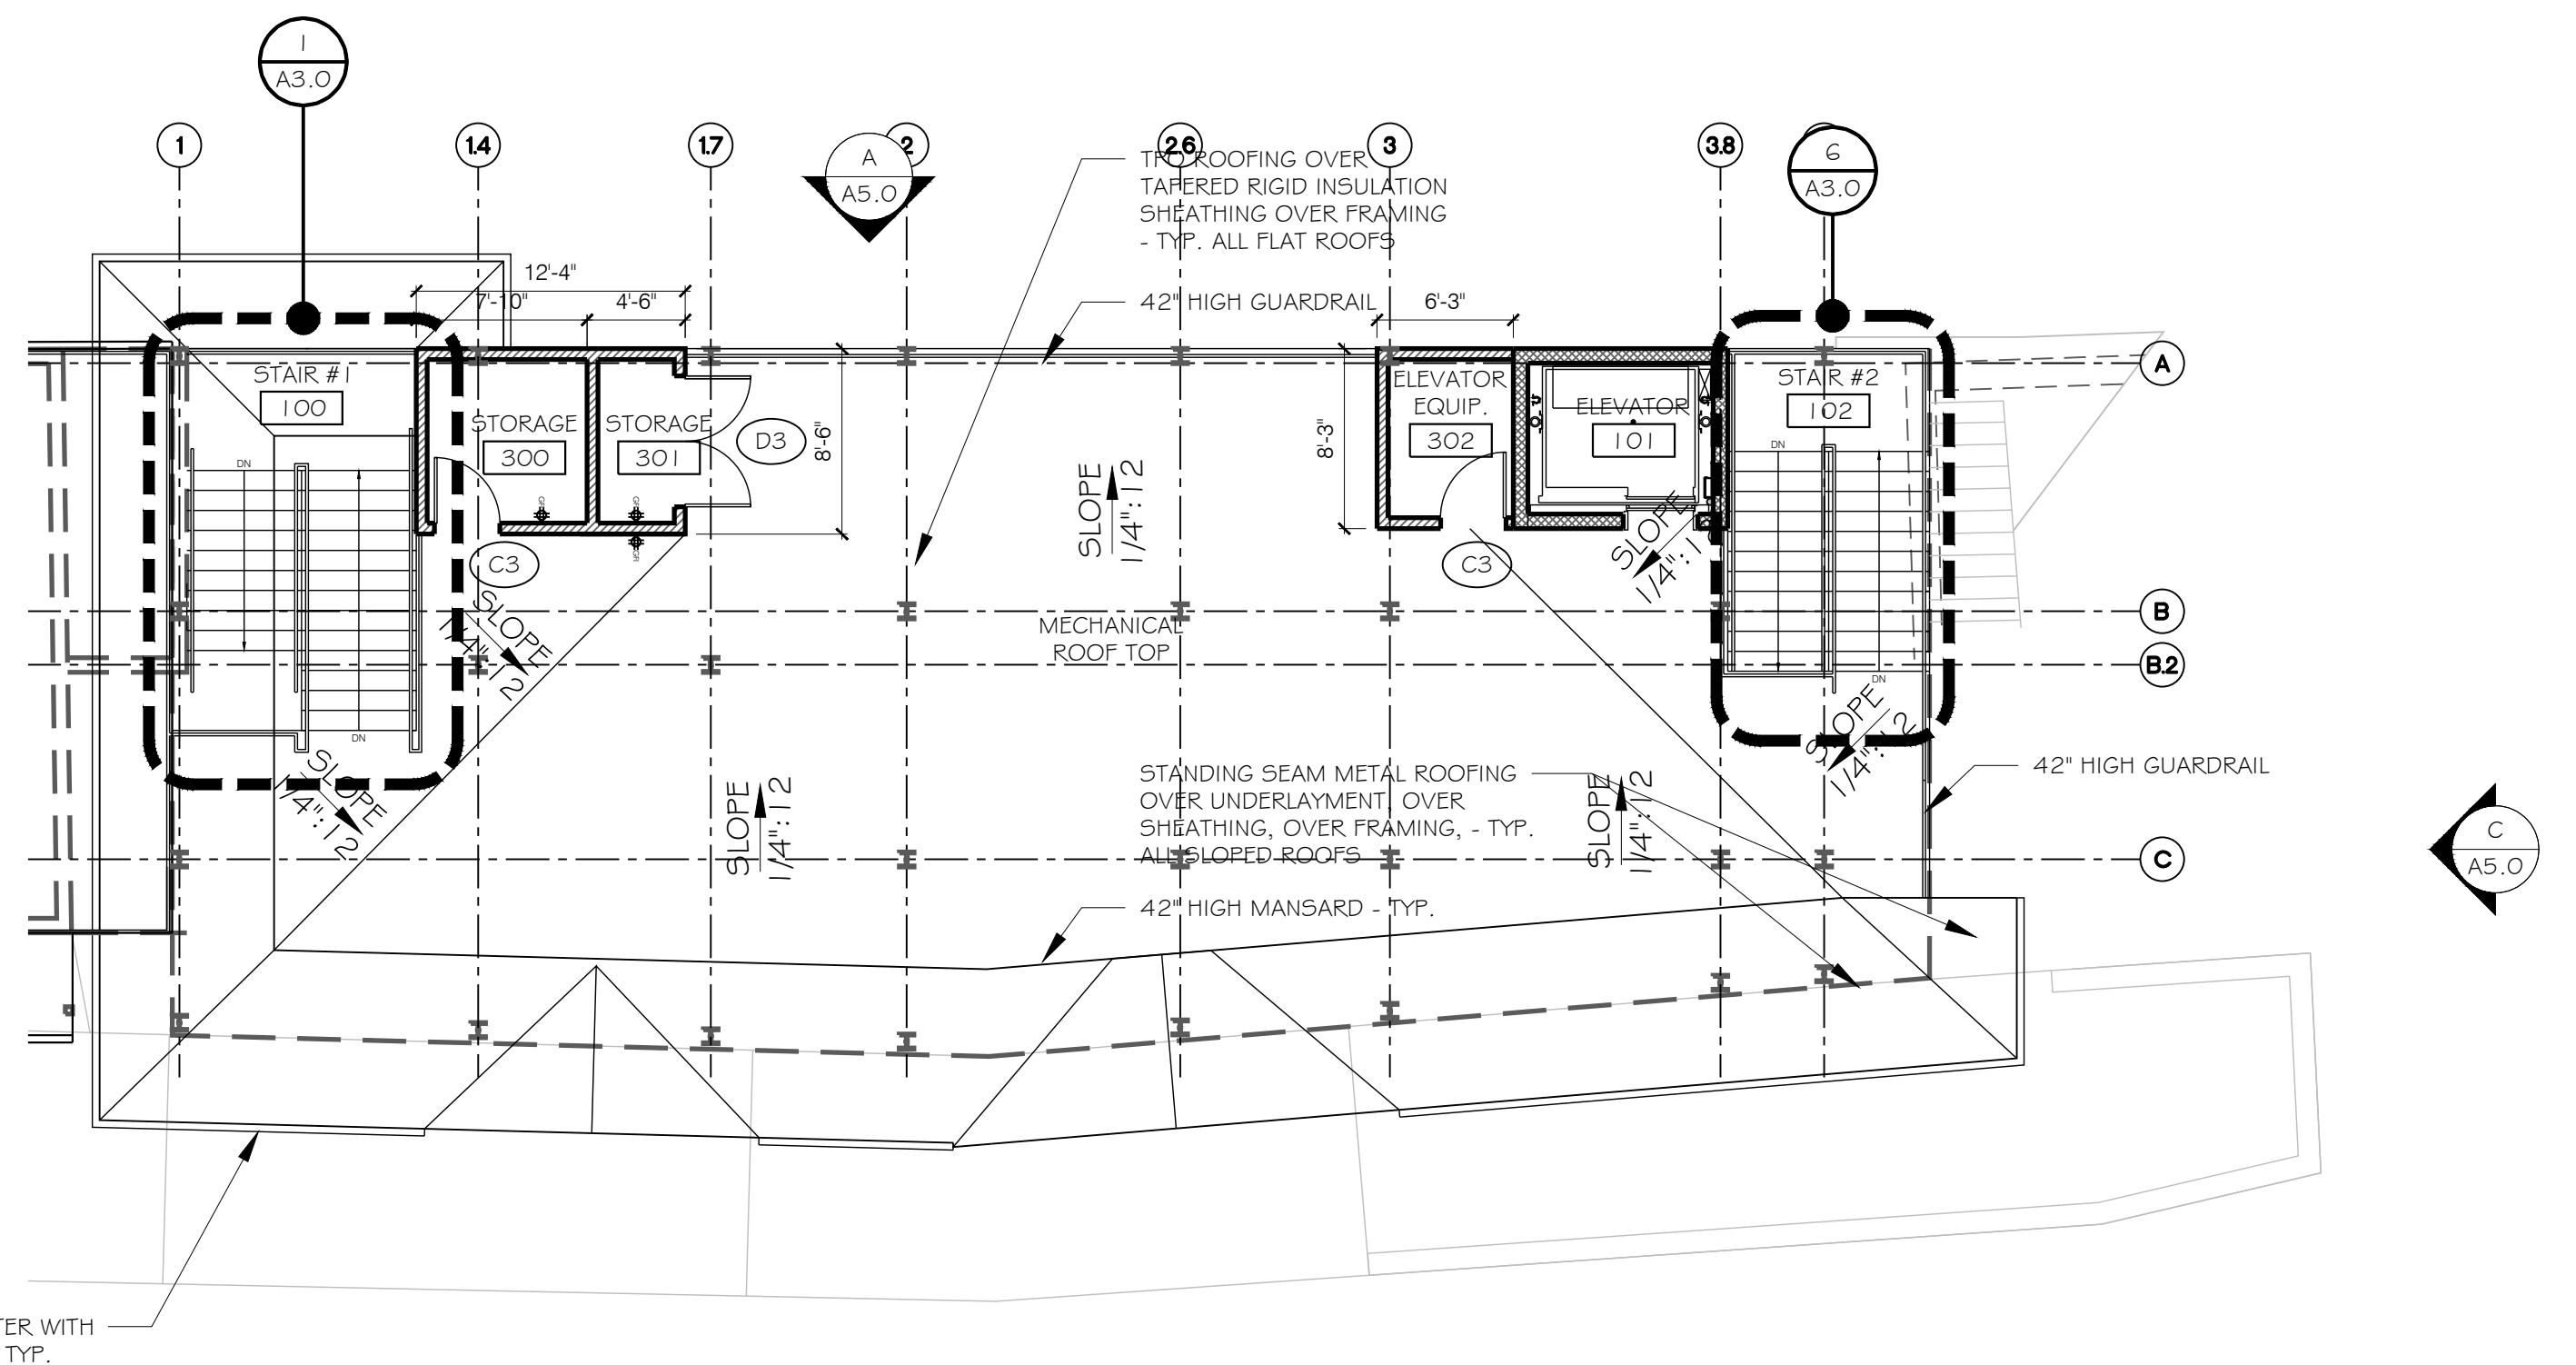 1
A3.0
1
1.4
1.7
A
A5.0
2
2.6
3
3.8
6
A3.0
TPO ROOFING OVER
TAPERED RIGID INSULATION
SHEATHING OVER FRAMING
- TYP. ALL FLAT ROOFS
42" HIGH GUARDRAIL
12'-4"
7'-10"
4'-6"
6'-3"
A
STAIR #1
100
STORAGE
300
STORAGE
301
D3
8'-6"
8'-3"
ELEVATOR
EQUIP.
302
ELEVATOR
101
STAIR #2
102
DN
DN
GFI
GFI
GFI
C3
C3
SLOPE
1/4":12
SLOPE
1/4":12
SLOPE
1/4":12
B
MECHANICAL
ROOF TOP
B.2
DN
DN
SLOPE
1/4":12
SLOPE
1/4":12
SLOPE
1/4":12
SLOPE
1/4":12
STANDING SEAM METAL ROOFING
OVER UNDERLAYMENT, OVER
SHEATHING, OVER FRAMING, - TYP.
ALL SLOPED ROOFS
42" HIGH GUARDRAIL
C
A5.0
C
42" HIGH MANSARD - TYP.
TER WITH
TYP.